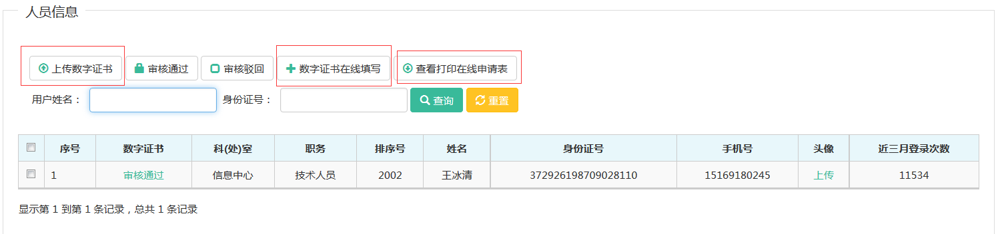 人员信息
上传数字证书 审核通过 审核驳回 数字证书在线填写 查看打印在线申请表
用户姓名： 身份证号： 查询 重置
序号 数字证书 科(处)室 职务 排序号 姓名 身份证号 手机号 头像 近三月登录次数
1 审核通过 信息中心 技术人员 2002 王冰清 372926198709028110 15169180245 上传 11534
显示第 1 到第 1 条记录，总共 1 条记录